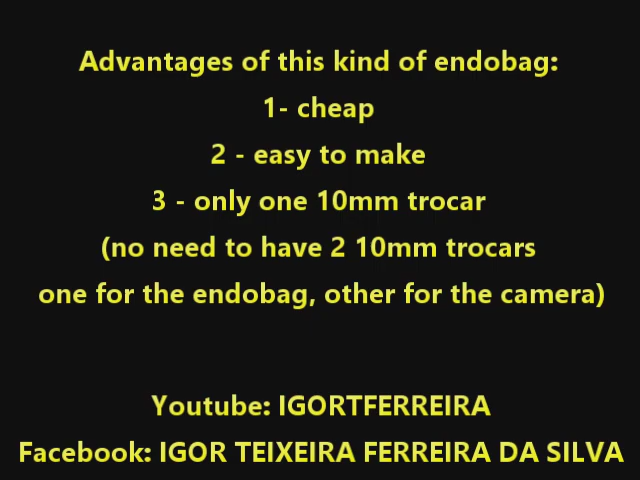 Advantages of this kind of endobag:
1- cheap
2 - easy to make
3 - only one 10mm trocar
(no need to have 2 10mm trocars
one for the endobag, other for the camera)
Youtube: IGORTFERREIRA
Facebook: IGOR TEIXEIRA FERREIRA DA SILVA